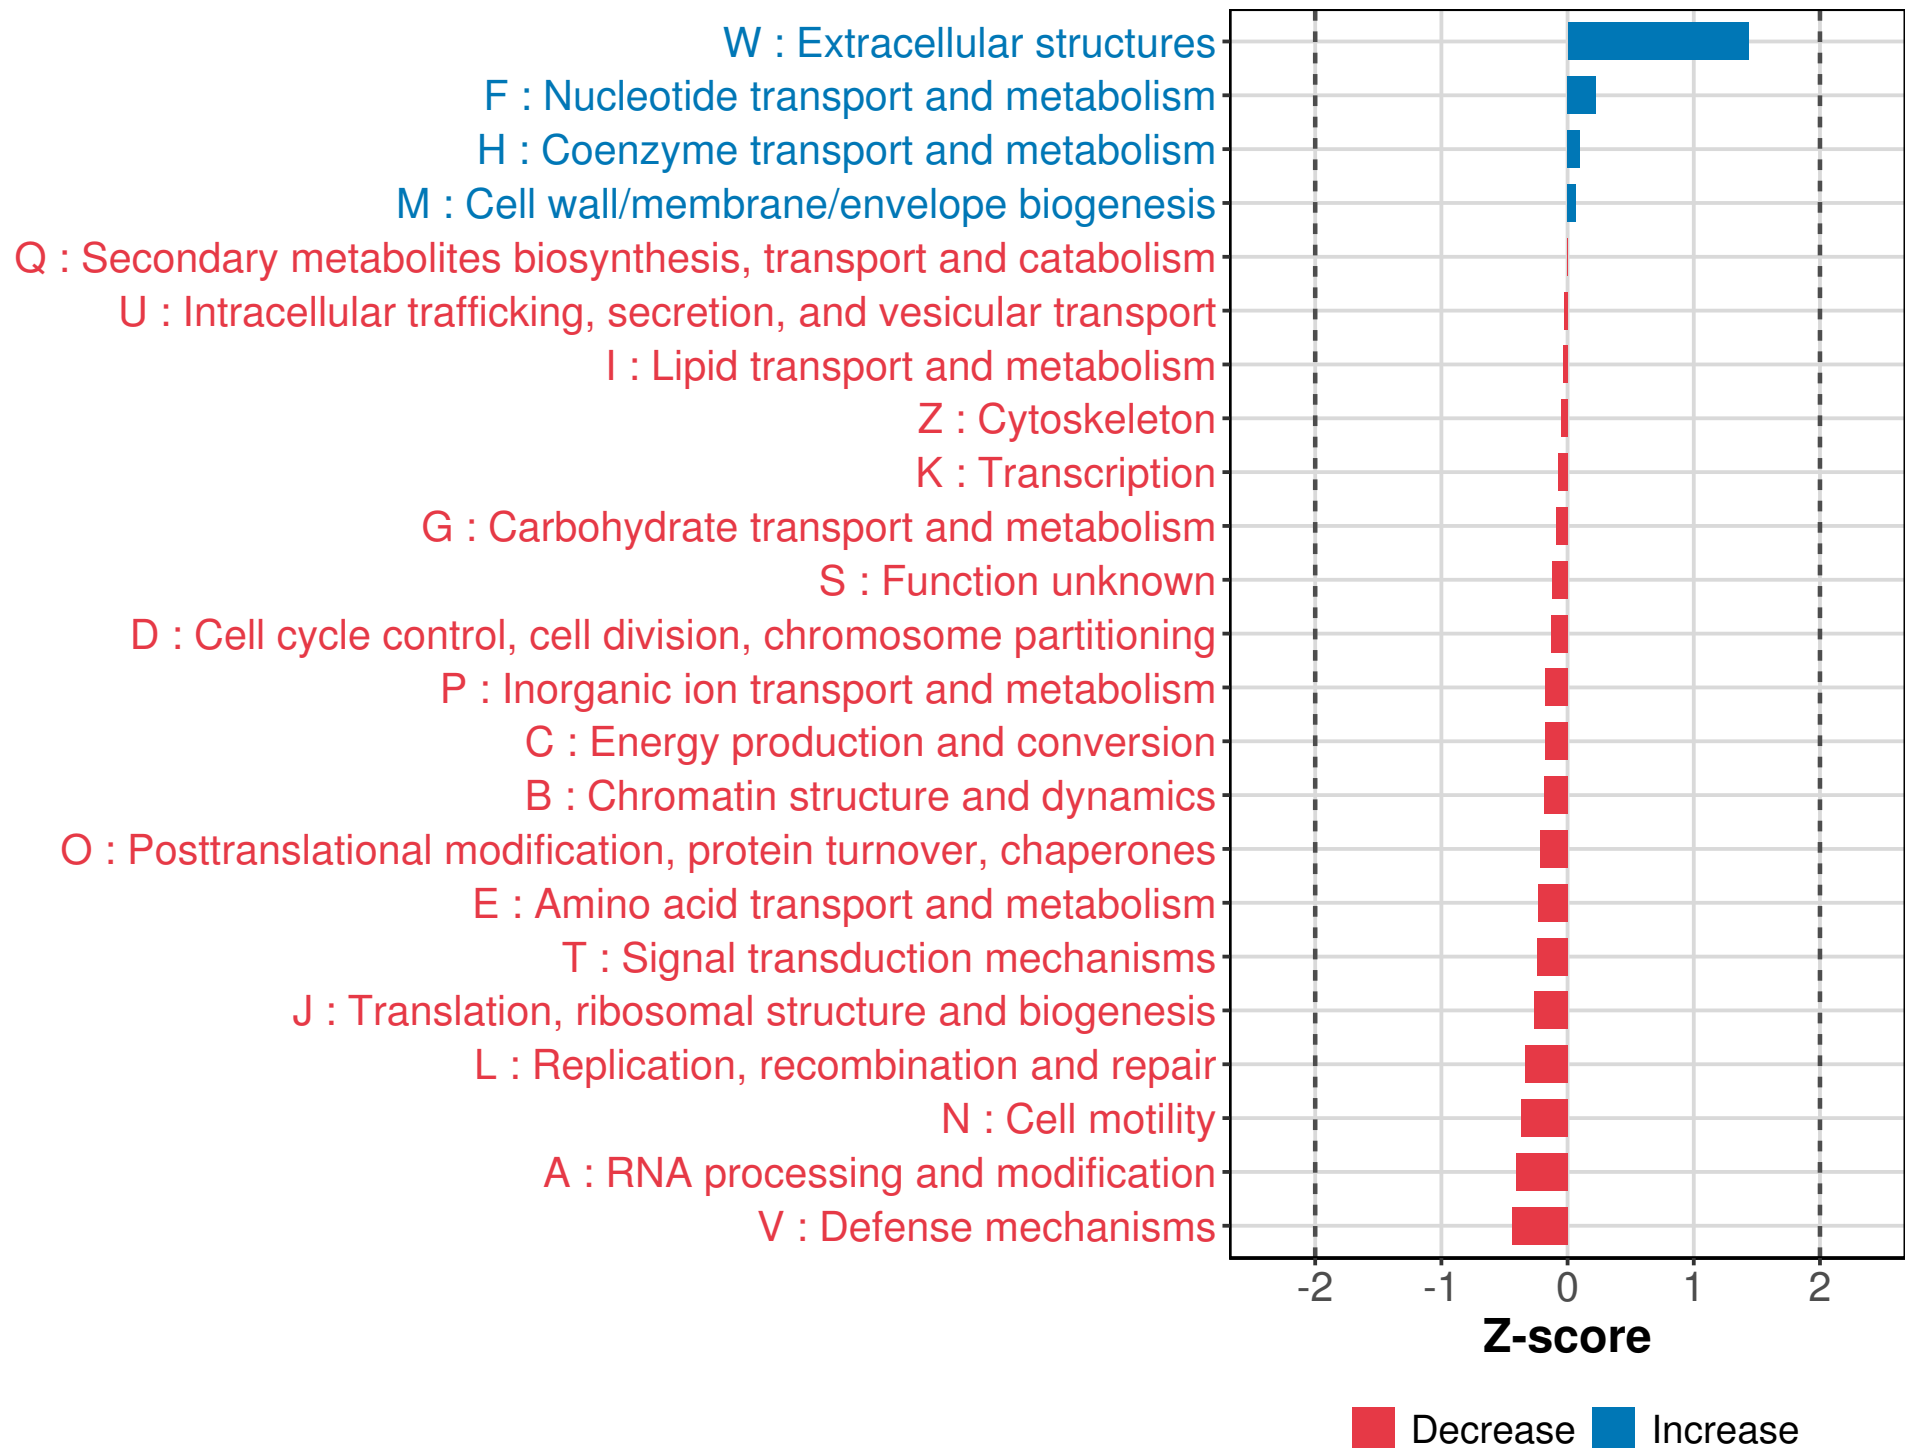 W : Extracellular structures
F : Nucleotide transport and metabolism
H : Coenzyme transport and metabolism
M : Cell wall/membrane/envelope biogenesis
Q : Secondary metabolites biosynthesis, transport and catabolism
U : Intracellular trafficking, secretion, and vesicular transport
I : Lipid transport and metabolism
Z : Cytoskeleton
K : Transcription
G : Carbohydrate transport and metabolism
S : Function unknown
D : Cell cycle control, cell division, chromosome partitioning
P : Inorganic ion transport and metabolism
C : Energy production and conversion
B : Chromatin structure and dynamics
O : Posttranslational modification, protein turnover, chaperones
E : Amino acid transport and metabolism
T : Signal transduction mechanisms
J : Translation, ribosomal structure and biogenesis
L : Replication, recombination and repair
N : Cell motility
A : RNA processing and modification
V : Defense mechanisms
-2 -1 0 1 2
Z-score
Decrease Increase